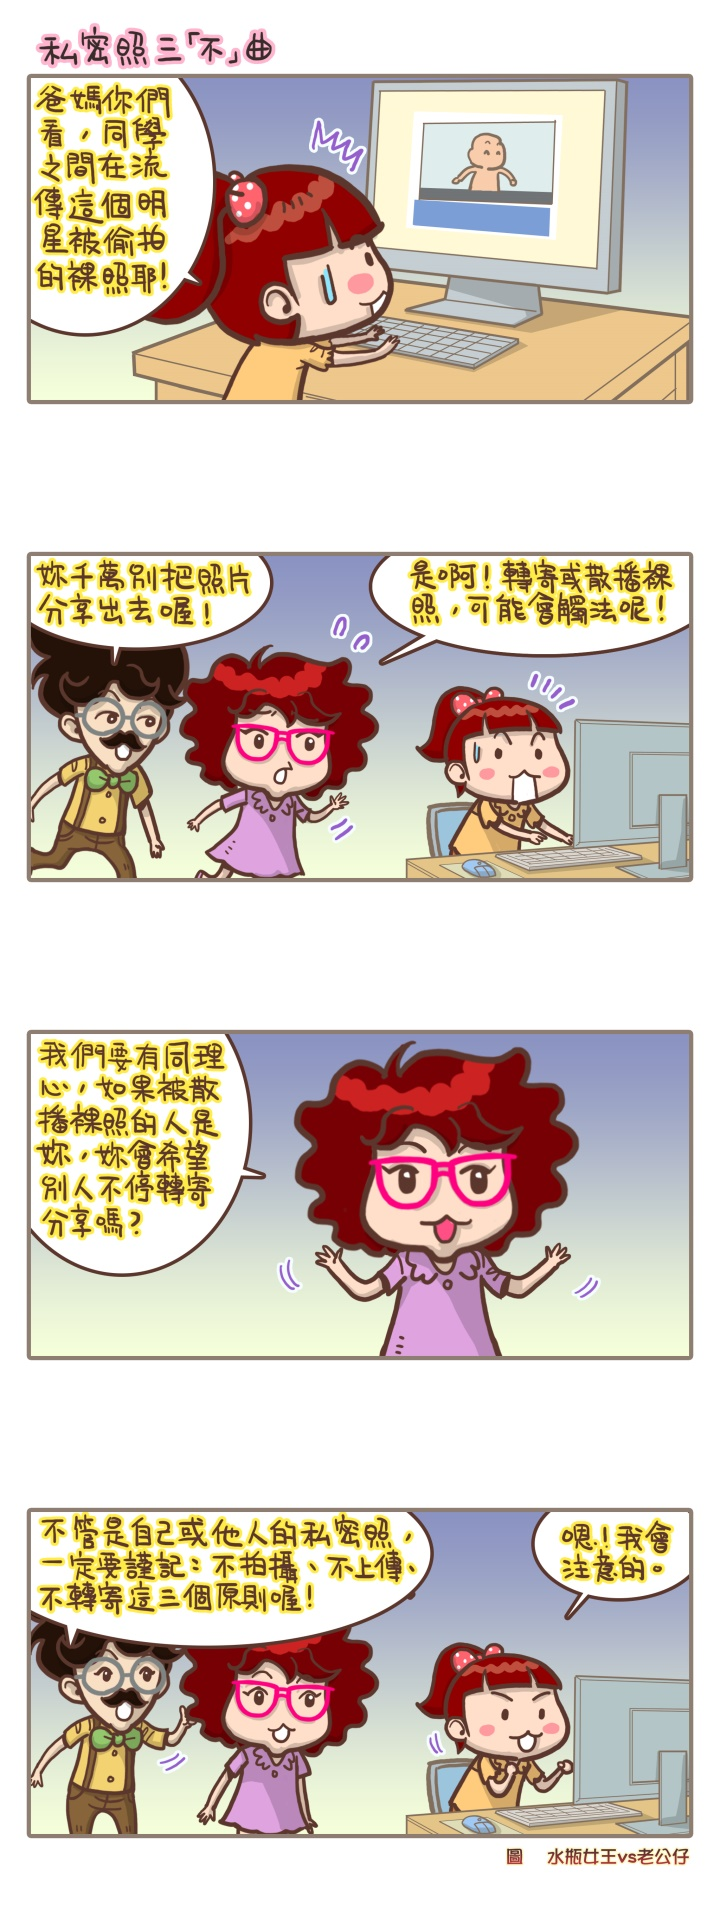 私密照三「不」曲
爸媽你們
看，同學
之間在流
傳這個明
星被偷拍
的裸照耶!
妳千萬別把照片
分享出去喔!
是啊!轉寄或散播裸
照，可能會觸法呢!
我們要有同理
心，如果被散
播裸照的人是
妳，妳會希望
別人不停轉寄
分享嗎?
不管是自己或他人的私密照，
一定要謹記：不拍攝、不上傳、
不轉寄這三個原則喔!
嗯!我會
注意的。
圖 水瓶女王vs老公仔